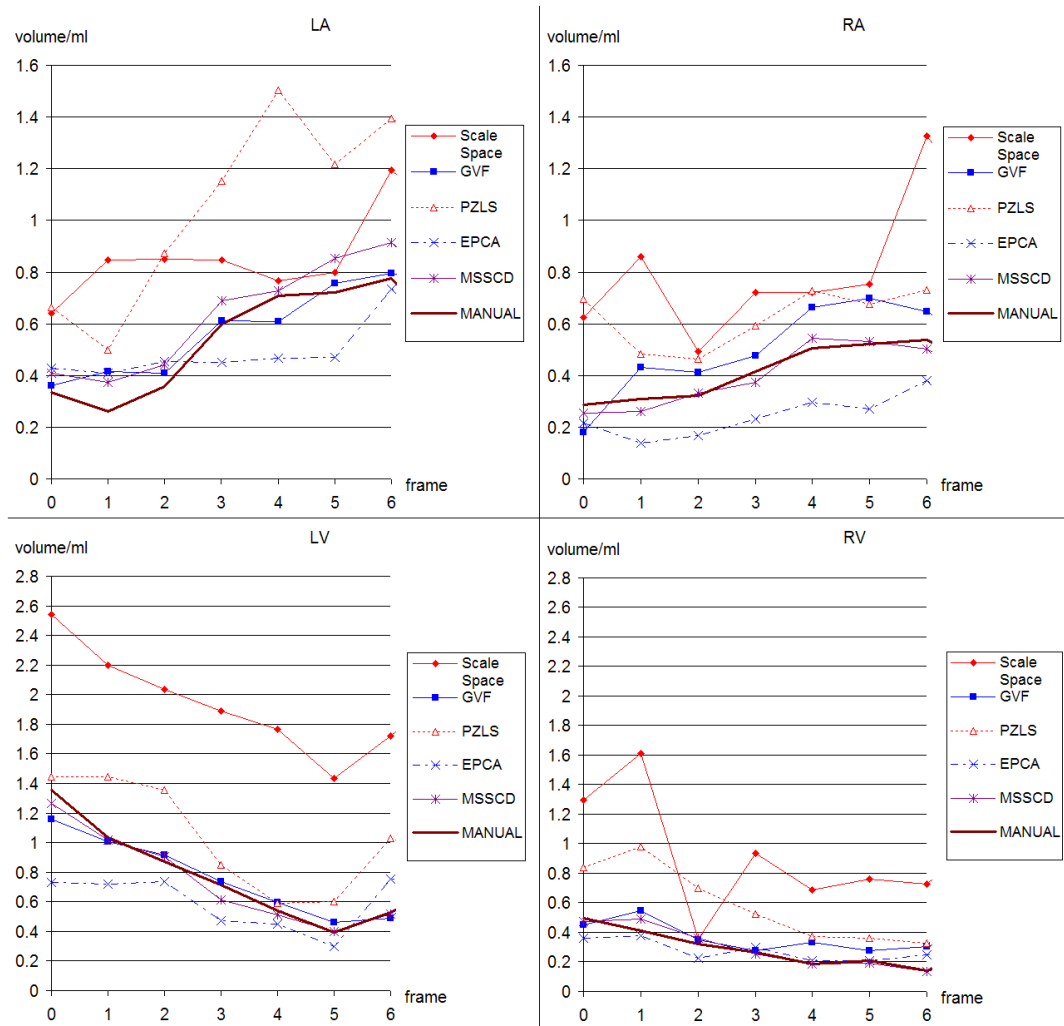 LA
volume/ml
1.6
1.4
1.2
1
0.8
0.6
0.4
0.2
0
0 1 2 3 4 5 6
frame
Scale
Space
GVF
PZLS
EPCA
MSSCD
MANUAL
RA
volume/ml
1.6
1.4
1.2
1
0.8
0.6
0.4
0.2
0
0 1 2 3 4 5 6
frame
Scale
Space
GVF
PZLS
EPCA
MSSCD
MANUAL
LV
volume/ml
2.8
2.6
2.4
2.2
2
1.8
1.6
1.4
1.2
1
0.8
0.6
0.4
0.2
0
0 1 2 3 4 5 6
frame
Scale
Space
GVF
PZLS
EPCA
MSSCD
MANUAL
RV
volume/ml
2.8
2.6
2.4
2.2
2
1.8
1.6
1.4
1.2
1
0.8
0.6
0.4
0.2
0
0 1 2 3 4 5 6
frame
Scale
Space
GVF
PZLS
EPCA
MSSCD
MANUAL